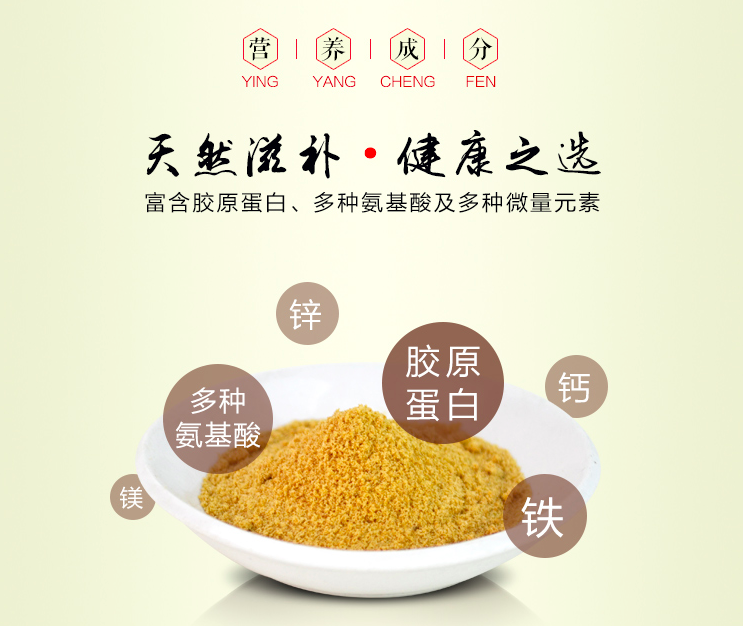 营 养 成 分
YING YANG CHENG FEN
天然滋补·健康之选
富含胶原蛋白、多种氨基酸及多种微量元素
锌
胶原
蛋白
钙
多种
氨基酸
镁
铁